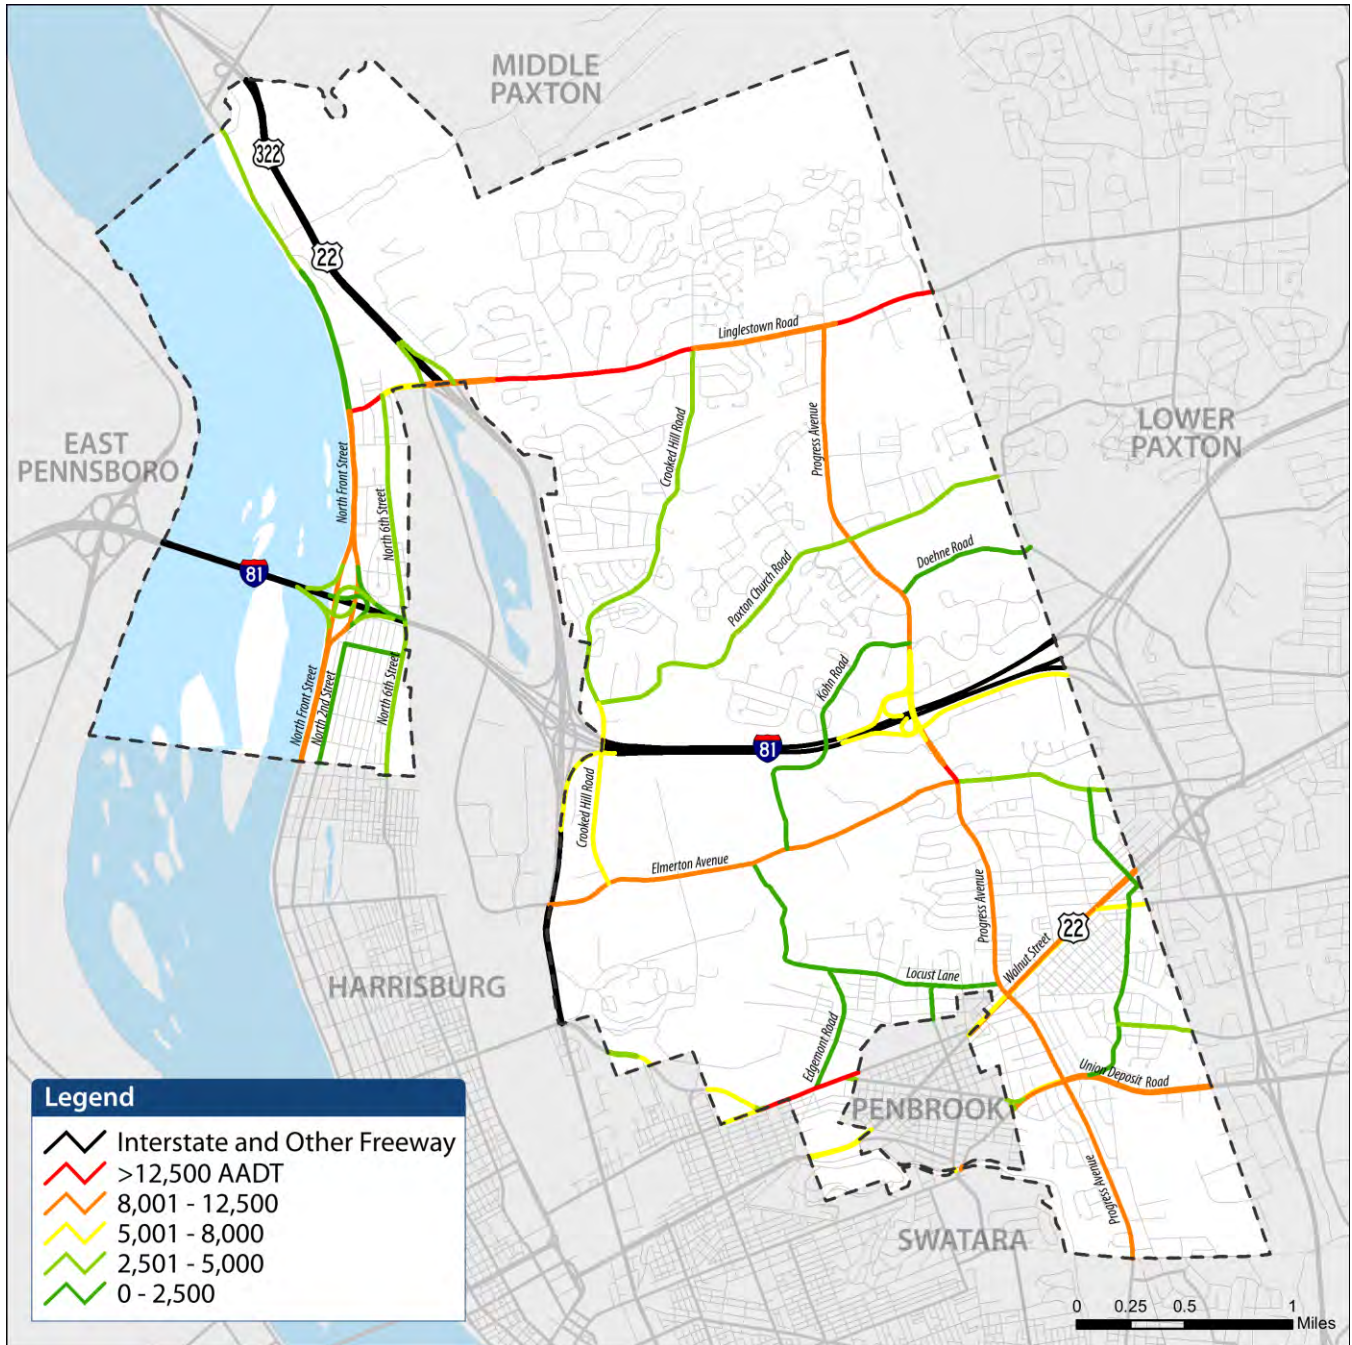 MIDDLE
PAXTON
322
22
Linglestown Road
EAST
PENNSBORO
LOWER
PAXTON
Crooked Hill Road
Progress Avenue
North Front Street
North 6th Street
Doehne Road
Paxton Church Road
81
Kohn Road
North Front Street
North 2nd Street
North 6th Street
81
Crooked Hill Road
Elmerton Avenue
Progress Avenue
22
Walnut Street
Locust Lane
HARRISBURG
Edgemont Road
Union Deposit Road
PENBROOK
Progress Avenue
SWATARA
Legend
Interstate and Other Freeway
>12,500 AADT
8,001 - 12,500
5,001 - 8,000
2,501 - 5,000
0 - 2,500
0 0.25 0.5 1
Miles